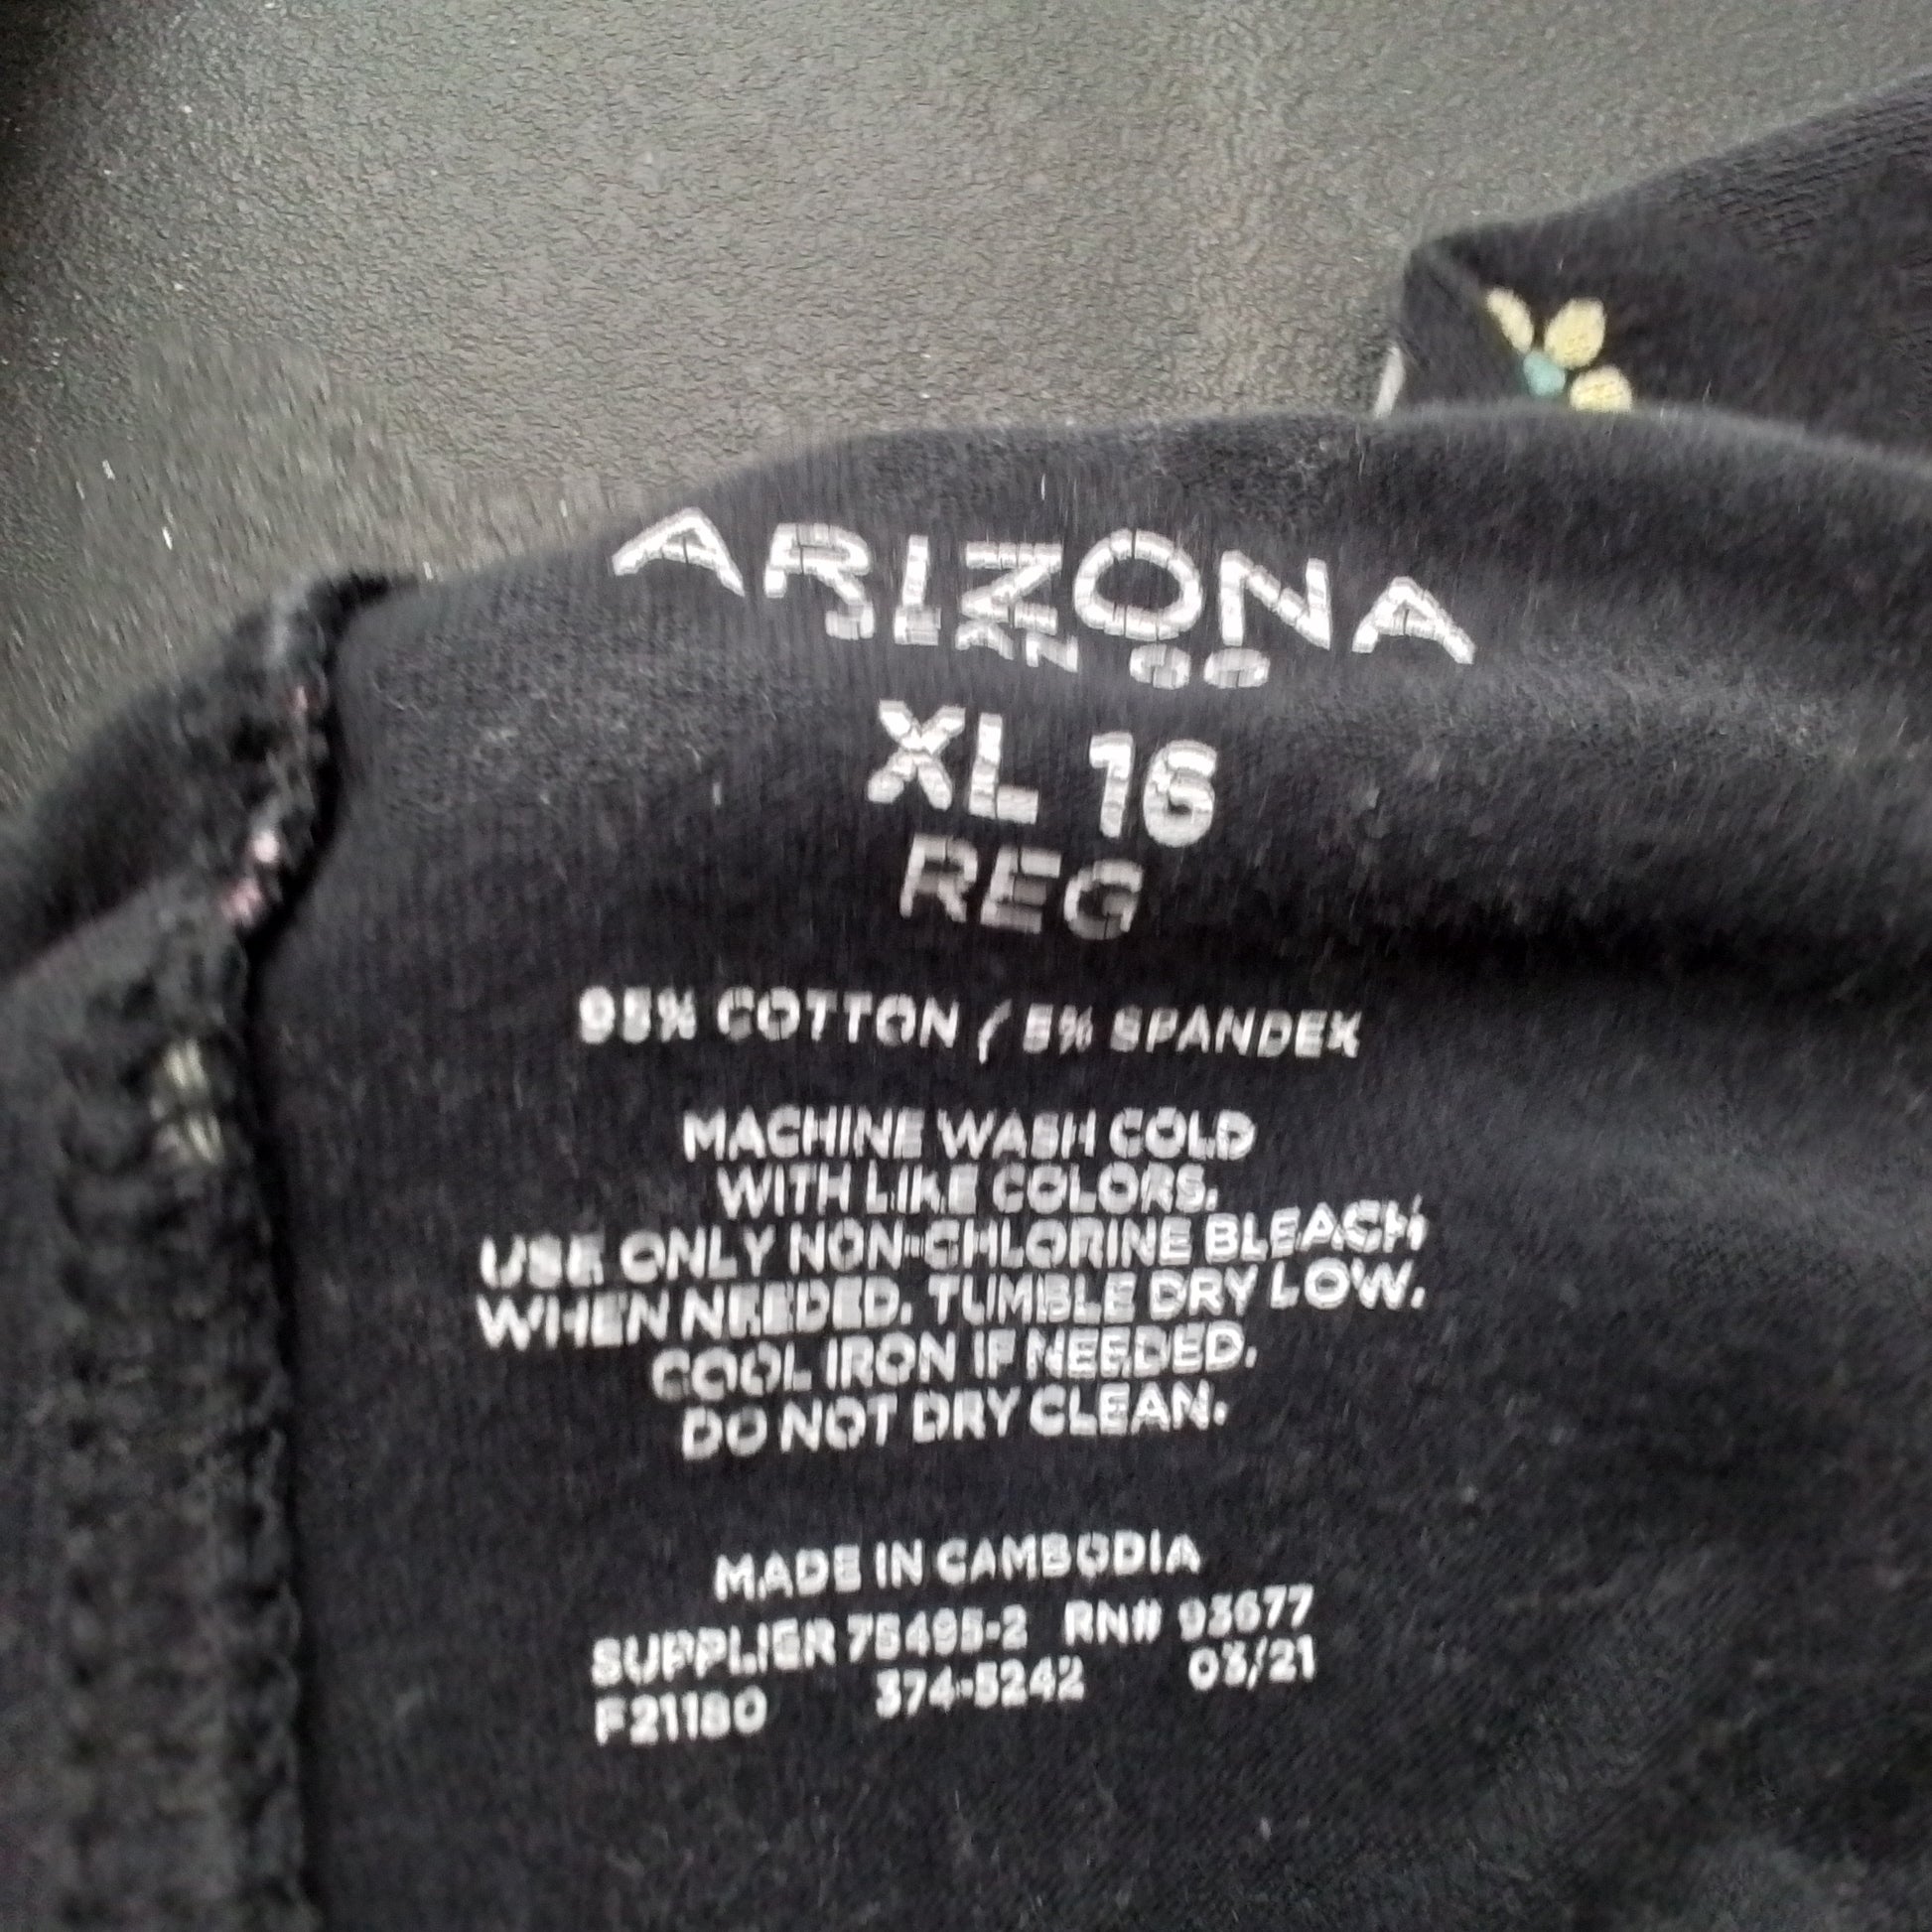 ARIZONA
JEAN CO
XL 16
REG
95% COTTON / 5% SPANDEX
MACHINE WASH COLD
WITH LIKE COLORS.
USE ONLY NON-CHLORINE BLEACH
WHEN NEEDED. TUMBLE DRY LOW.
COOL IRON IF NEEDED.
DO NOT DRY CLEAN.
MADE IN CAMBODIA
SUPPLIER 75495-2 RN# 93677
F21180 374-5242 03/21